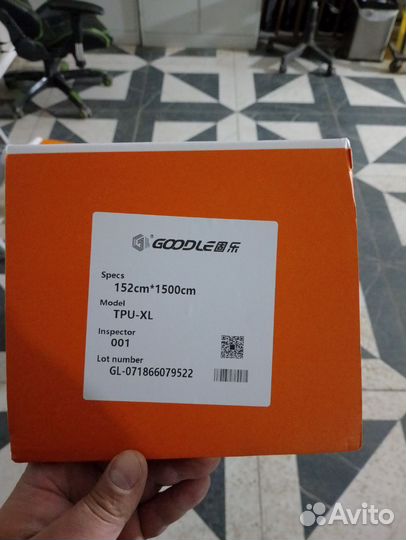 GOODLE固乐
Specs
152cm*1500cm
Model
TPU-XL
Inspector
001
Lot number
GL-071866079522
Avito